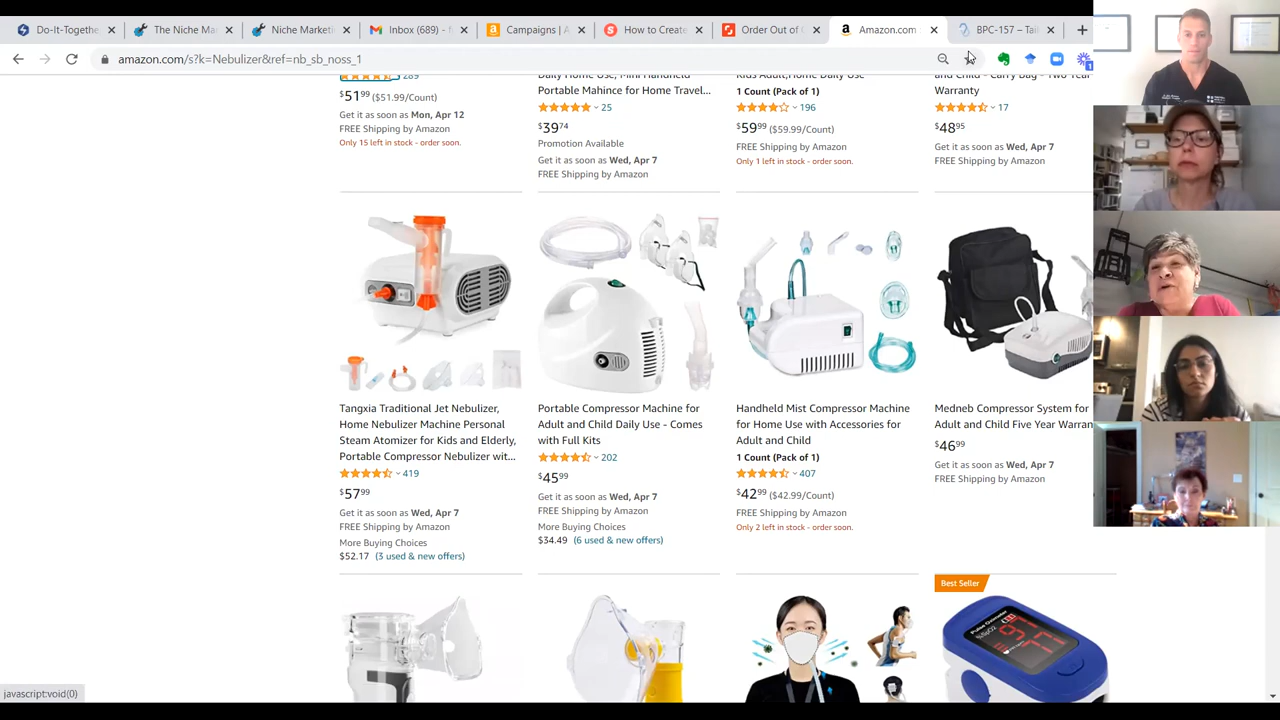 Do-It-Togethe
The Niche Ma
Niche Marketi
Inbox (689) -
Campaigns | A
How to Create
Order Out of C
Amazon.com
BPC-157 – Tail
amazon.com/s?k=Nebulizer&ref=nb_sb_noss_1
289
$51.99 ($51.99/Count)
Get it as soon as Mon, Apr 12
FREE Shipping by Amazon
Only 15 left in stock - order soon.
Daily Home Use, Mini Handheld
Portable Mahince for Home Travel...
25
$39.74
Promotion Available
Get it as soon as Wed, Apr 7
FREE Shipping by Amazon
Kids Adult,Home Daily Use
1 Count (Pack of 1)
196
$59.99 ($59.99/Count)
FREE Shipping by Amazon
Only 1 left in stock - order soon.
and Child - Carry Bag - Two Year
Warranty
17
$48.95
Get it as soon as Wed, Apr 7
FREE Shipping by Amazon
Tangxia Traditional Jet Nebulizer,
Home Nebulizer Machine Personal
Steam Atomizer for Kids and Elderly,
Portable Compressor Nebulizer wit...
419
$57.99
Get it as soon as Wed, Apr 7
FREE Shipping by Amazon
More Buying Choices
$52.17 (3 used & new offers)
Portable Compressor Machine for
Adult and Child Daily Use - Comes
with Full Kits
202
$45.99
Get it as soon as Wed, Apr 7
FREE Shipping by Amazon
More Buying Choices
$34.49 (6 used & new offers)
Handheld Mist Compressor Machine
for Home Use with Accessories for
Adult and Child
1 Count (Pack of 1)
407
$42.99 ($42.99/Count)
FREE Shipping by Amazon
Only 2 left in stock - order soon.
Medneb Compressor System for
Adult and Child Five Year Warran
$46.99
Get it as soon as Wed, Apr 7
FREE Shipping by Amazon
Best Seller
Pulse Oximeter
%SpO2
97
javascript:void(0)